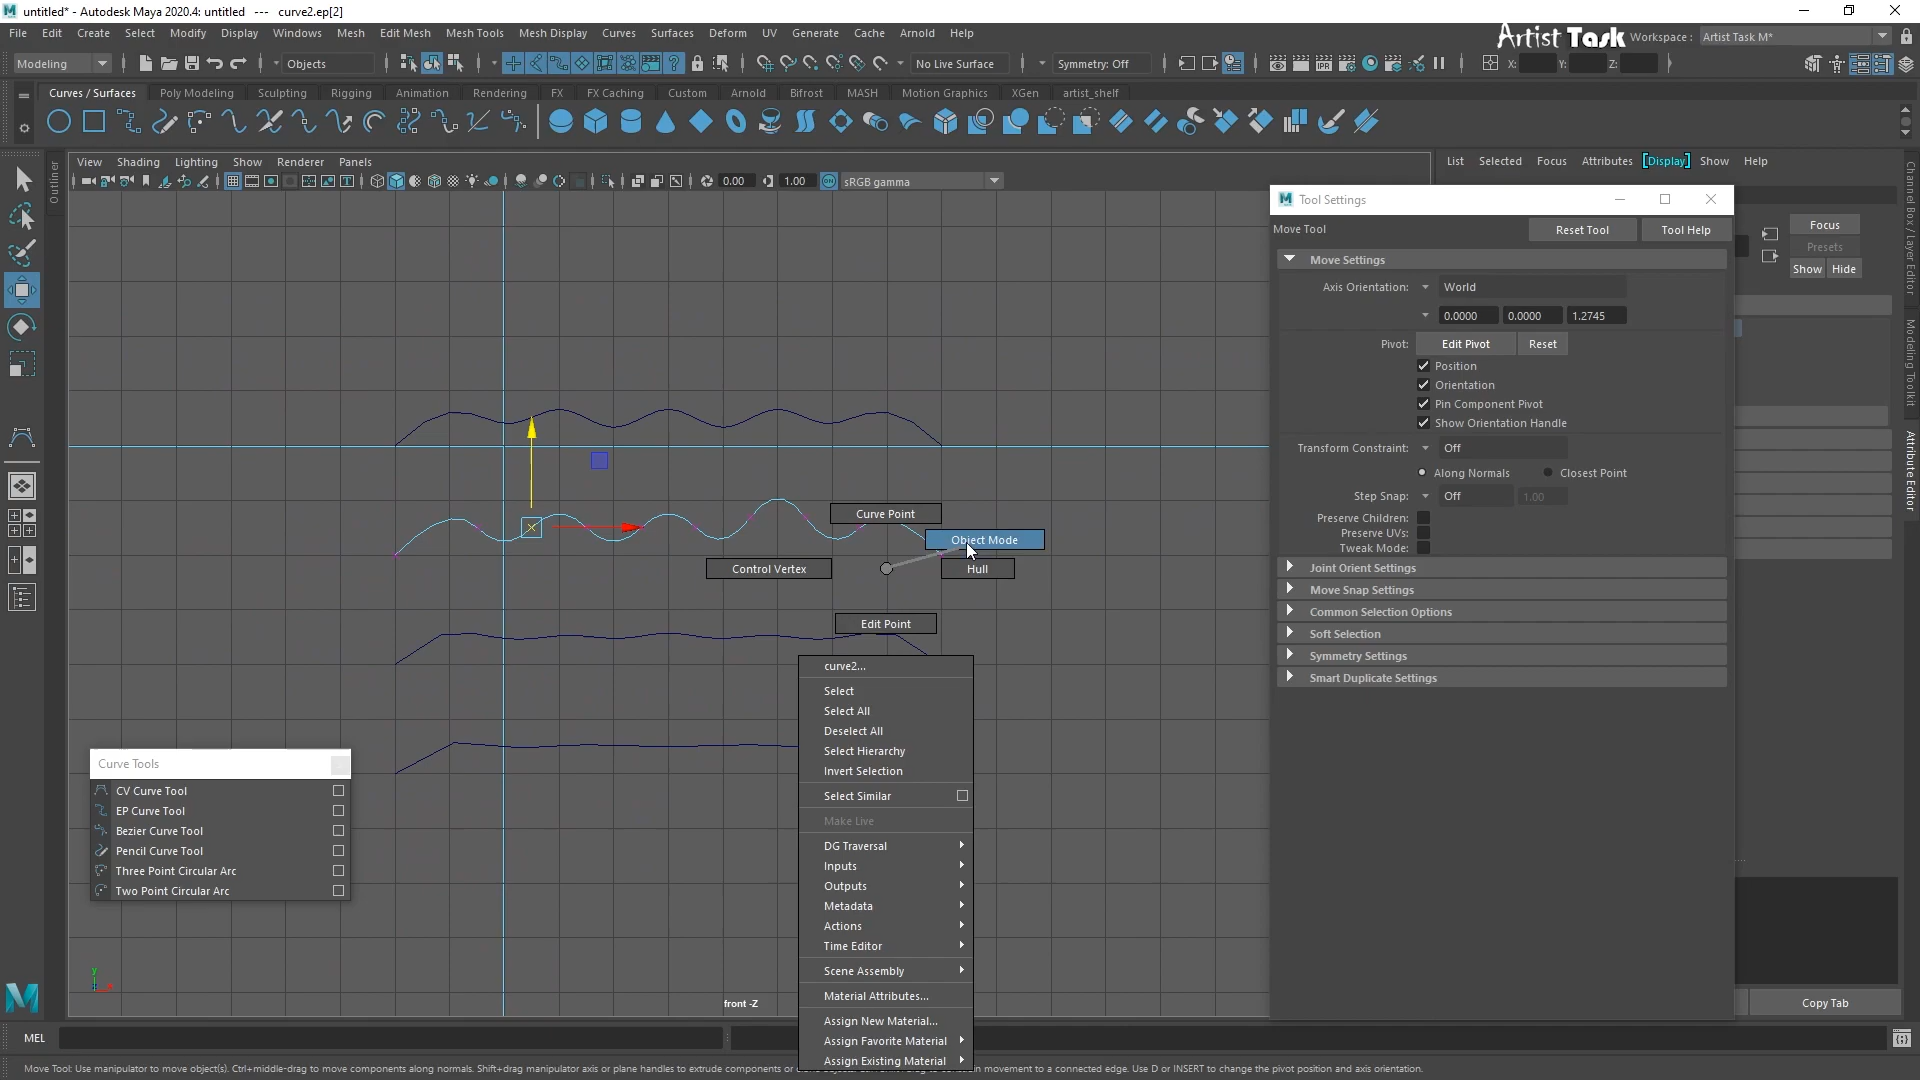 untitled* - Autodesk Maya 2020.4: untitled   ---   curve2.ep[2]
File Edit Create Select Modify Display Windows Mesh Edit Mesh Mesh Tools Mesh Display Curves Surfaces Deform UV Generate Cache Arnold Help
Artist Task
Workspace : Artist Task M*
Modeling
Objects
No Live Surface
Symmetry: Off
IPR
X: Y: Z:
Curves / Surfaces Poly Modeling Sculpting Rigging Animation Rendering FX FX Caching Custom Arnold Bifrost MASH Motion Graphics XGen artist_shelf
Outliner
View Shading Lighting Show Renderer Panels
0.00 1.00 ON sRGB gamma
List Selected Focus Attributes [Display] Show Help
M Tool Settings
Move Tool
Reset Tool
Tool Help
Focus
Presets
Show Hide
Move Settings
Axis Orientation: World
0.0000 0.0000 1.2745
Pivot: Edit Pivot Reset
Position
Orientation
Pin Component Pivot
Show Orientation Handle
Transform Constraint: Off
Along Normals Closest Point
Step Snap: Off 1.00
Preserve Children:
Preserve UVs:
Tweak Mode:
Joint Orient Settings
Move Snap Settings
Common Selection Options
Soft Selection
Symmetry Settings
Smart Duplicate Settings
Channel Box / Layer Editor
Modeling Toolkit
Attribute Editor
Curve Point
Object Mode
Control Vertex
Hull
Edit Point
curve2...
Select
Select All
Deselect All
Select Hierarchy
Invert Selection
Select Similar
Make Live
DG Traversal
Inputs
Outputs
Metadata
Actions
Time Editor
Scene Assembly
Material Attributes...
Assign New Material...
Assign Favorite Material
Assign Existing Material
Curve Tools
CV Curve Tool
EP Curve Tool
Bezier Curve Tool
Pencil Curve Tool
Three Point Circular Arc
Two Point Circular Arc
y
front -Z
Copy Tab
MEL
Move Tool: Use manipulator to move object(s). Ctrl+middle-drag to move components along normals. Shift+drag manipulator axis or plane handles to extrude components or movement to a connected edge. Use D or INSERT to change the pivot position and axis orientation.